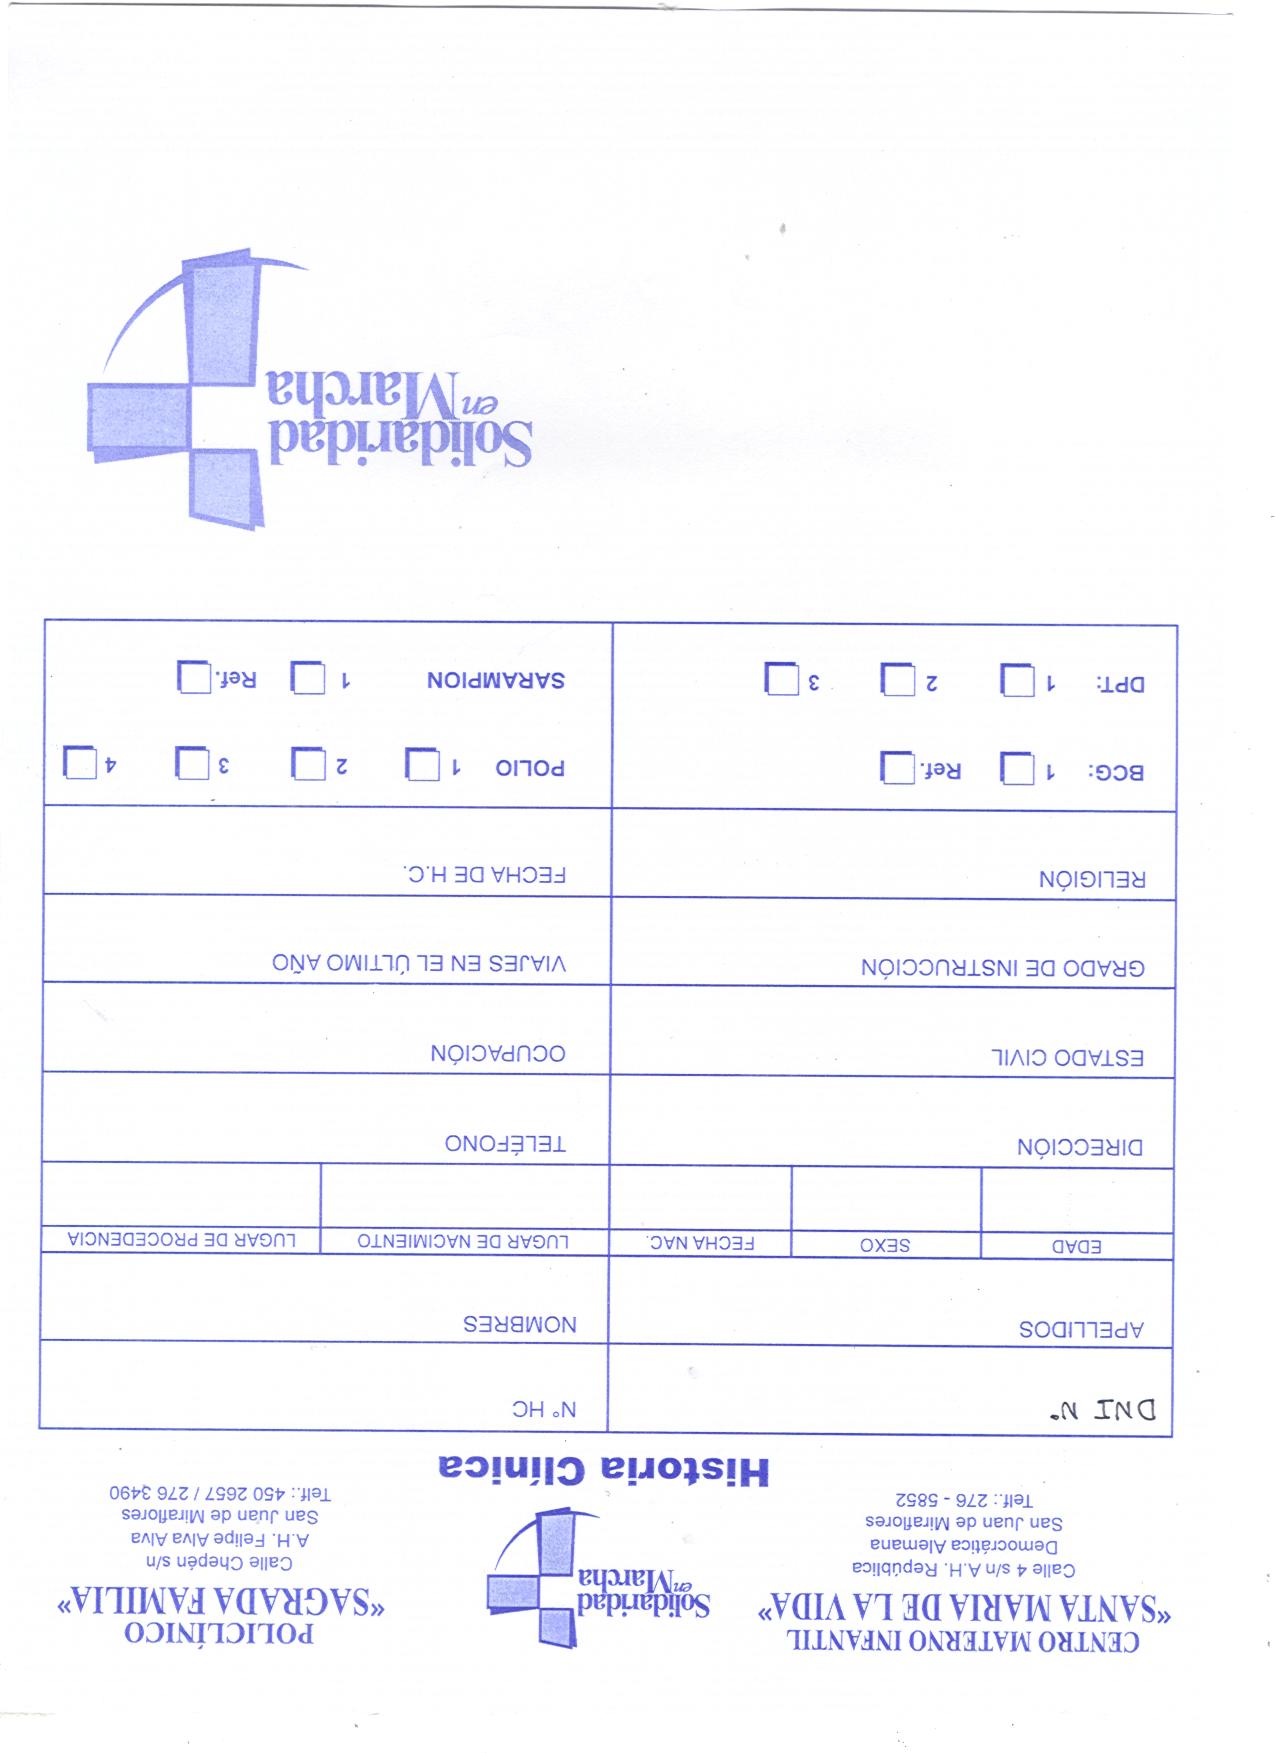 CENTRO MATERNO INFANTIL
«SANTA MARIA DE LA VIDA»
Calle 4 s/n A.H. República
Democrática Alemana
San Juan de Miraflores
Telf.: 276 - 5852
Solidaridad
en Marcha
POLICLÍNICO
«SAGRADA FAMILIA»
Calle Chepén s/n
A.H. Felipe Alva Alva
San Juan de Miraflores
Telf.: 450 2657 / 276 3490
Historia Clínica
DNI N° N° HC
APELLIDOS NOMBRES
EDAD SEXO FECHA NAC. LUGAR DE NACIMIENTO LUGAR DE PROCEDENCIA
DIRECCIÓN TELÉFONO
ESTADO CIVIL OCUPACIÓN
GRADO DE INSTRUCCIÓN VIAJES EN EL ÚLTIMO AÑO
RELIGIÓN FECHA DE H.C.
BCG: 1 Ref. POLIO 1 2 3 4
DPT: 1 2 3 SARAMPION 1 Ref.
Solidaridad
en Marcha